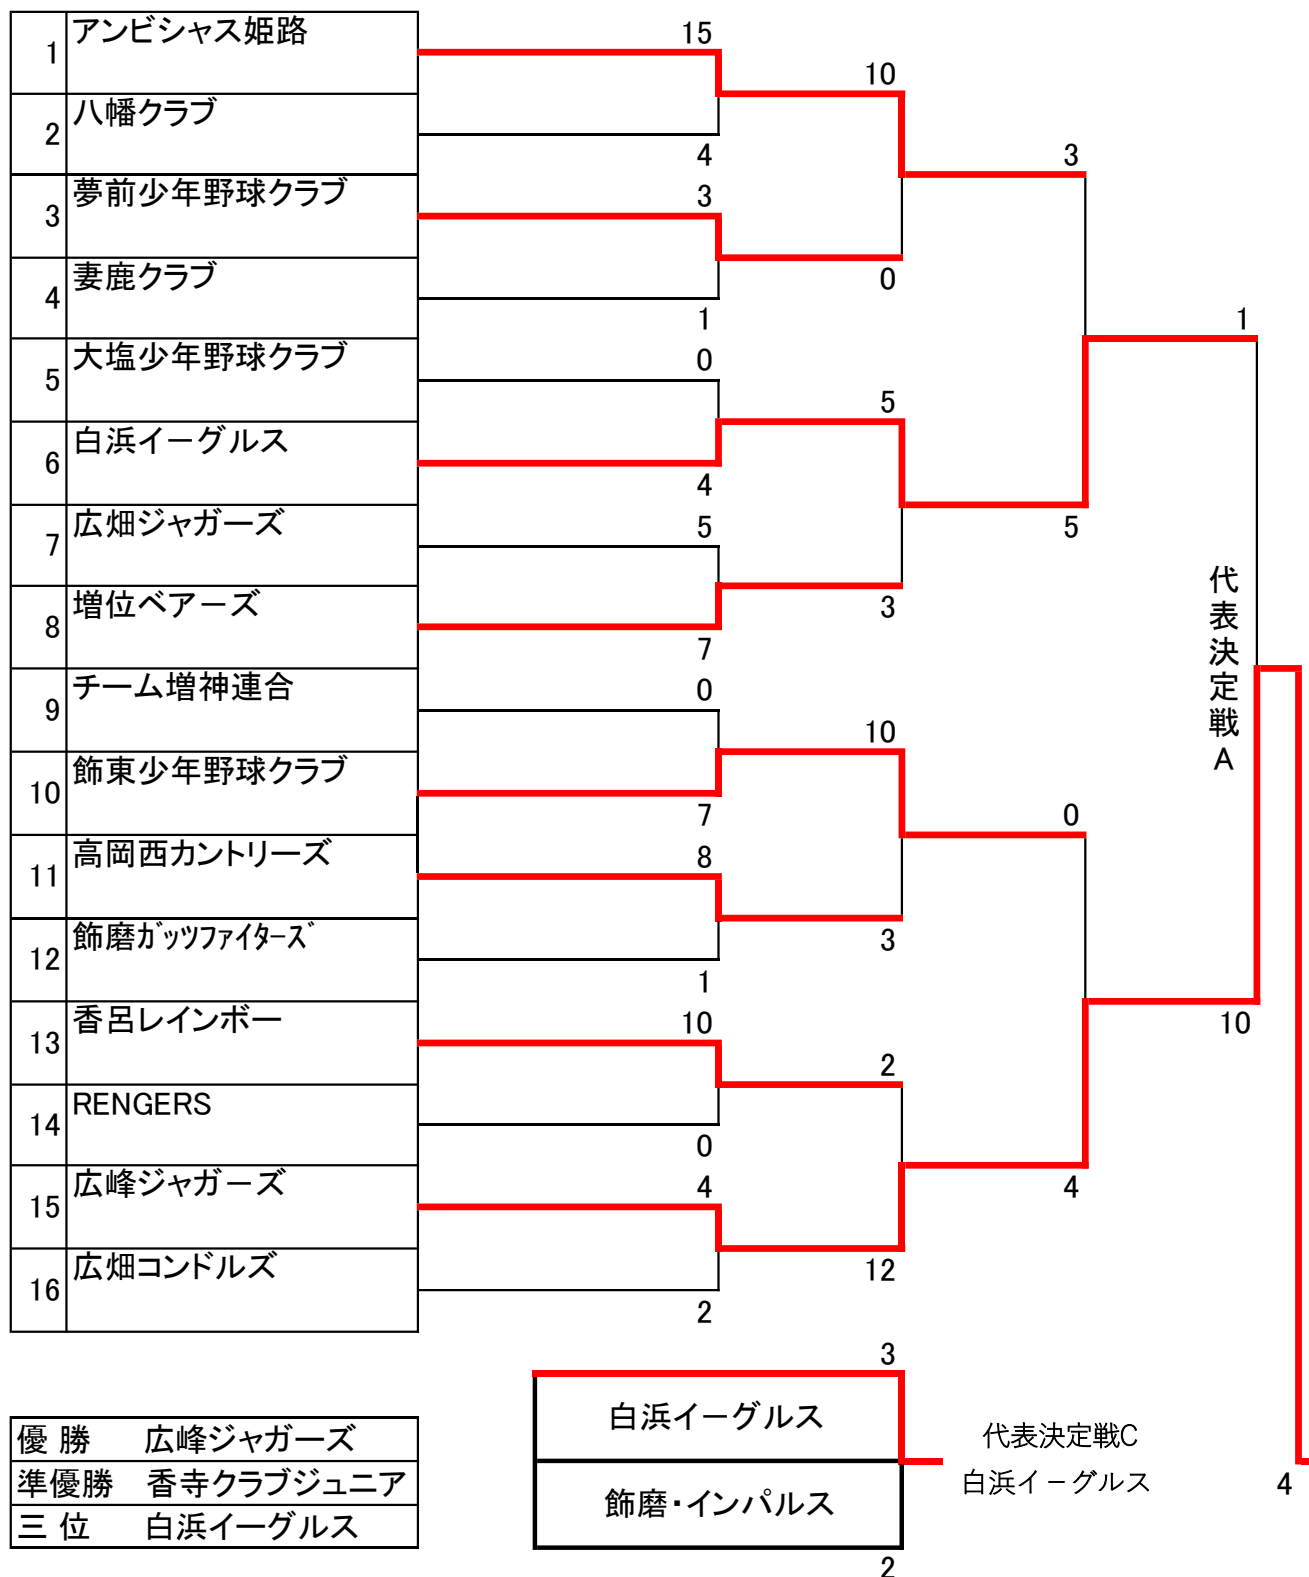 1 アンビシャス姫路
2 八幡クラブ
3 夢前少年野球クラブ
4 妻鹿クラブ
5 大塩少年野球クラブ
6 白浜イーグルス
7 広畑ジャガーズ
8 増位ベアーズ
9 チーム増神連合
10 飾東少年野球クラブ
11 高岡西カントリーズ
12 飾磨ｶﾞｯﾂﾌｧｲﾀｰｽﾞ
13 香呂レインボー
14 RENGERS
15 広峰ジャガーズ
16 広畑コンドルズ
15
4
3
1
0
4
5
7
0
7
8
1
10
0
4
2
10
0
5
3
10
3
2
12
3
5
0
4
1
10
代表決定戦A
4
3
白浜イーグルス
飾磨・インパルス
2
代表決定戦C
白浜イーグルス
優 勝 広峰ジャガーズ
準優勝 香寺クラブジュニア
三 位 白浜イーグルス